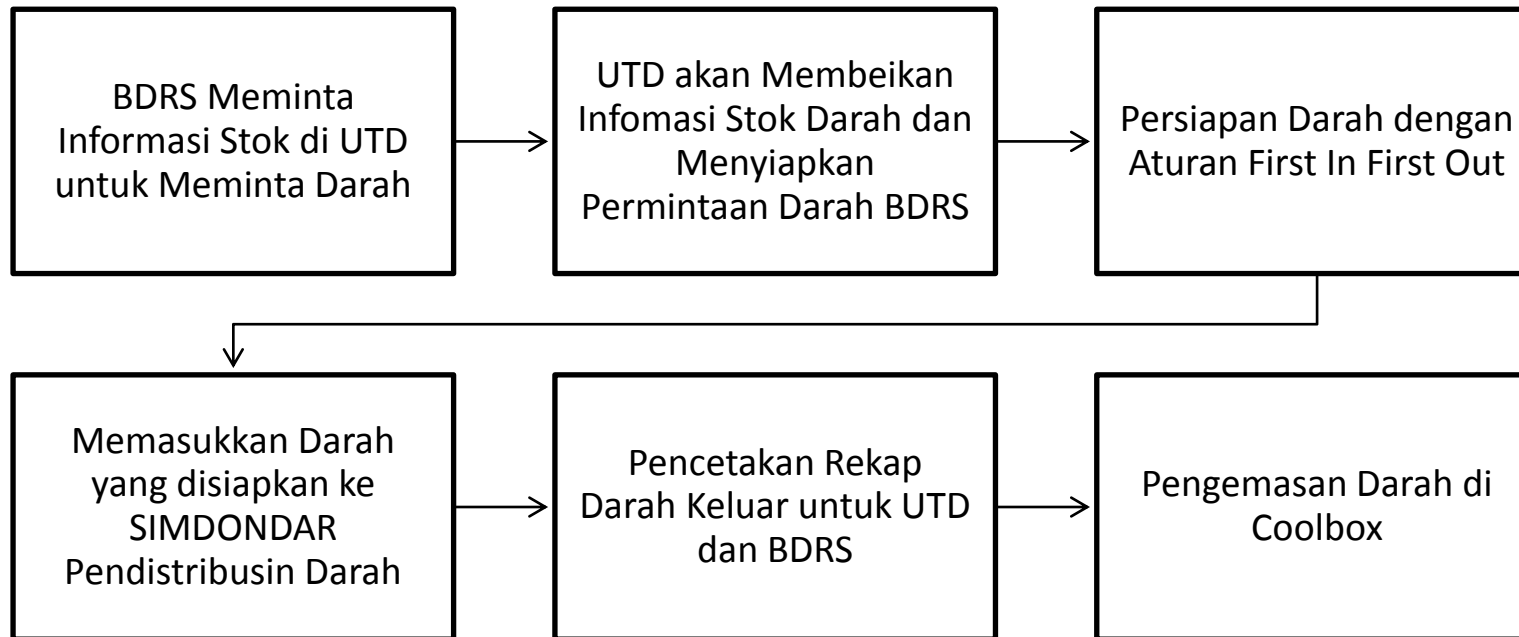 BDRS Meminta
Informasi Stok di UTD
untuk Meminta Darah
UTD akan Membeikan
Infomasi Stok Darah dan
Menyiapkan
Permintaan Darah BDRS
Persiapan Darah dengan
Aturan First In First Out
Memasukkan Darah
yang disiapkan ke
SIMDONDAR
Pendistribusin Darah
Pencetakan Rekap
Darah Keluar untuk UTD
dan BDRS
Pengemasan Darah di
Coolbox